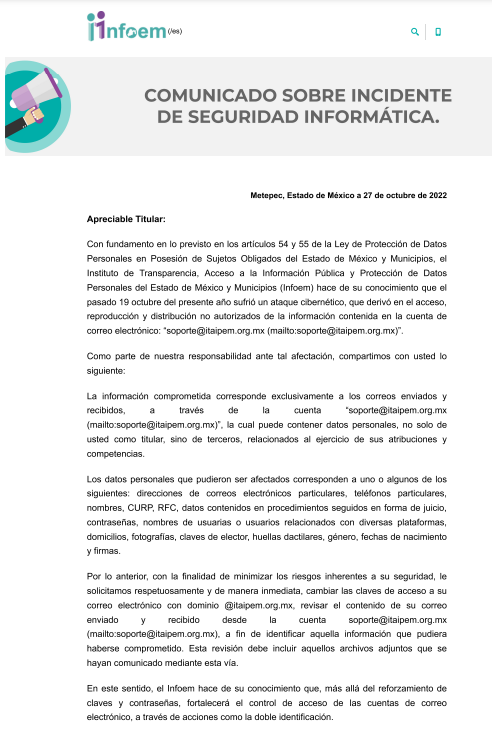 infoem (/es)
COMUNICADO SOBRE INCIDENTE
DE SEGURIDAD INFORMÁTICA.
Metepec, Estado de México a 27 de octubre de 2022
Apreciable Titular:
Con fundamento en lo previsto en los artículos 54 y 55 de la Ley de Protección de Datos
Personales en Posesión de Sujetos Obligados del Estado de México y Municipios, el
Instituto de Transparencia, Acceso a la Información Pública y Protección de Datos
Personales del Estado de México y Municipios (Infoem) hace de su conocimiento que el
pasado 19 octubre del presente año sufrió un ataque cibernético, que derivó en el acceso,
reproducción y distribución no autorizados de la información contenida en la cuenta de
correo electrónico: “soporte@itaipem.org.mx (mailto:soporte@itaipem.org.mx)”.
Como parte de nuestra responsabilidad ante tal afectación, compartimos con usted lo
siguiente:
La información comprometida corresponde exclusivamente a los correos enviados y
recibidos, a través de la cuenta “soporte@itaipem.org.mx
(mailto:soporte@itaipem.org.mx)”, la cual puede contener datos personales, no solo de
usted como titular, sino de terceros, relacionados al ejercicio de sus atribuciones y
competencias.
Los datos personales que pudieron ser afectados corresponden a uno o algunos de los
siguientes: direcciones de correos electrónicos particulares, teléfonos particulares,
nombres, CURP, RFC, datos contenidos en procedimientos seguidos en forma de juicio,
contraseñas, nombres de usuarias o usuarios relacionados con diversas plataformas,
domicilios, fotografías, claves de elector, huellas dactilares, género, fechas de nacimiento
y firmas.
Por lo anterior, con la finalidad de minimizar los riesgos inherentes a su seguridad, le
solicitamos respetuosamente y de manera inmediata, cambiar las claves de acceso a su
correo electrónico con dominio @itaipem.org.mx, revisar el contenido de su correo
enviado y recibido desde la cuenta soporte@itaipem.org.mx
(mailto:soporte@itaipem.org.mx), a fin de identificar aquella información que pudiera
haberse comprometido. Esta revisión debe incluir aquellos archivos adjuntos que se
hayan comunicado mediante esta vía.
En este sentido, el Infoem hace de su conocimiento que, más allá del reforzamiento de
claves y contraseñas, fortalecerá el control de acceso de las cuentas de correo
electrónico, a través de acciones como la doble identificación.